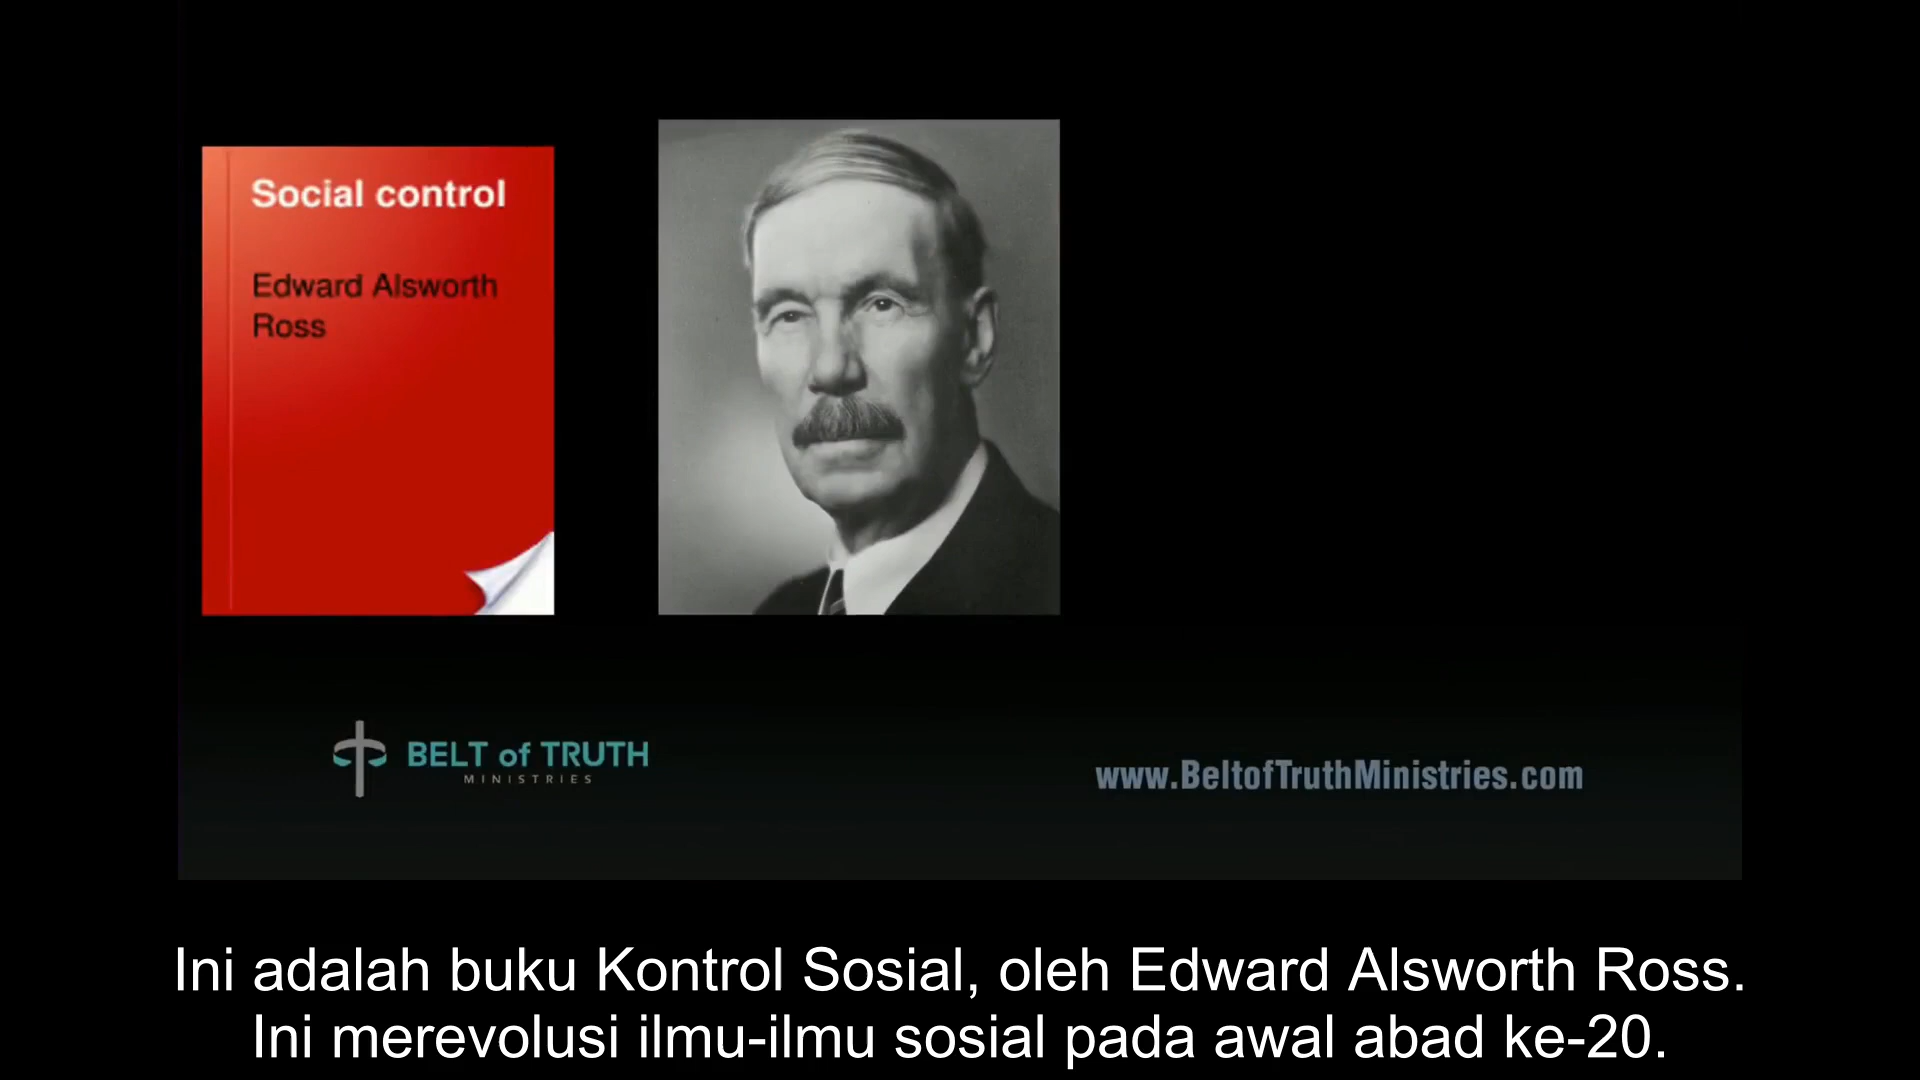 Social control
Edward Alsworth
Ross
BELT of TRUTH
MINISTRIES
www.BeltofTruthMinistries.com
Ini adalah buku Kontrol Sosial, oleh Edward Alsworth Ross.
Ini merevolusi ilmu-ilmu sosial pada awal abad ke-20.